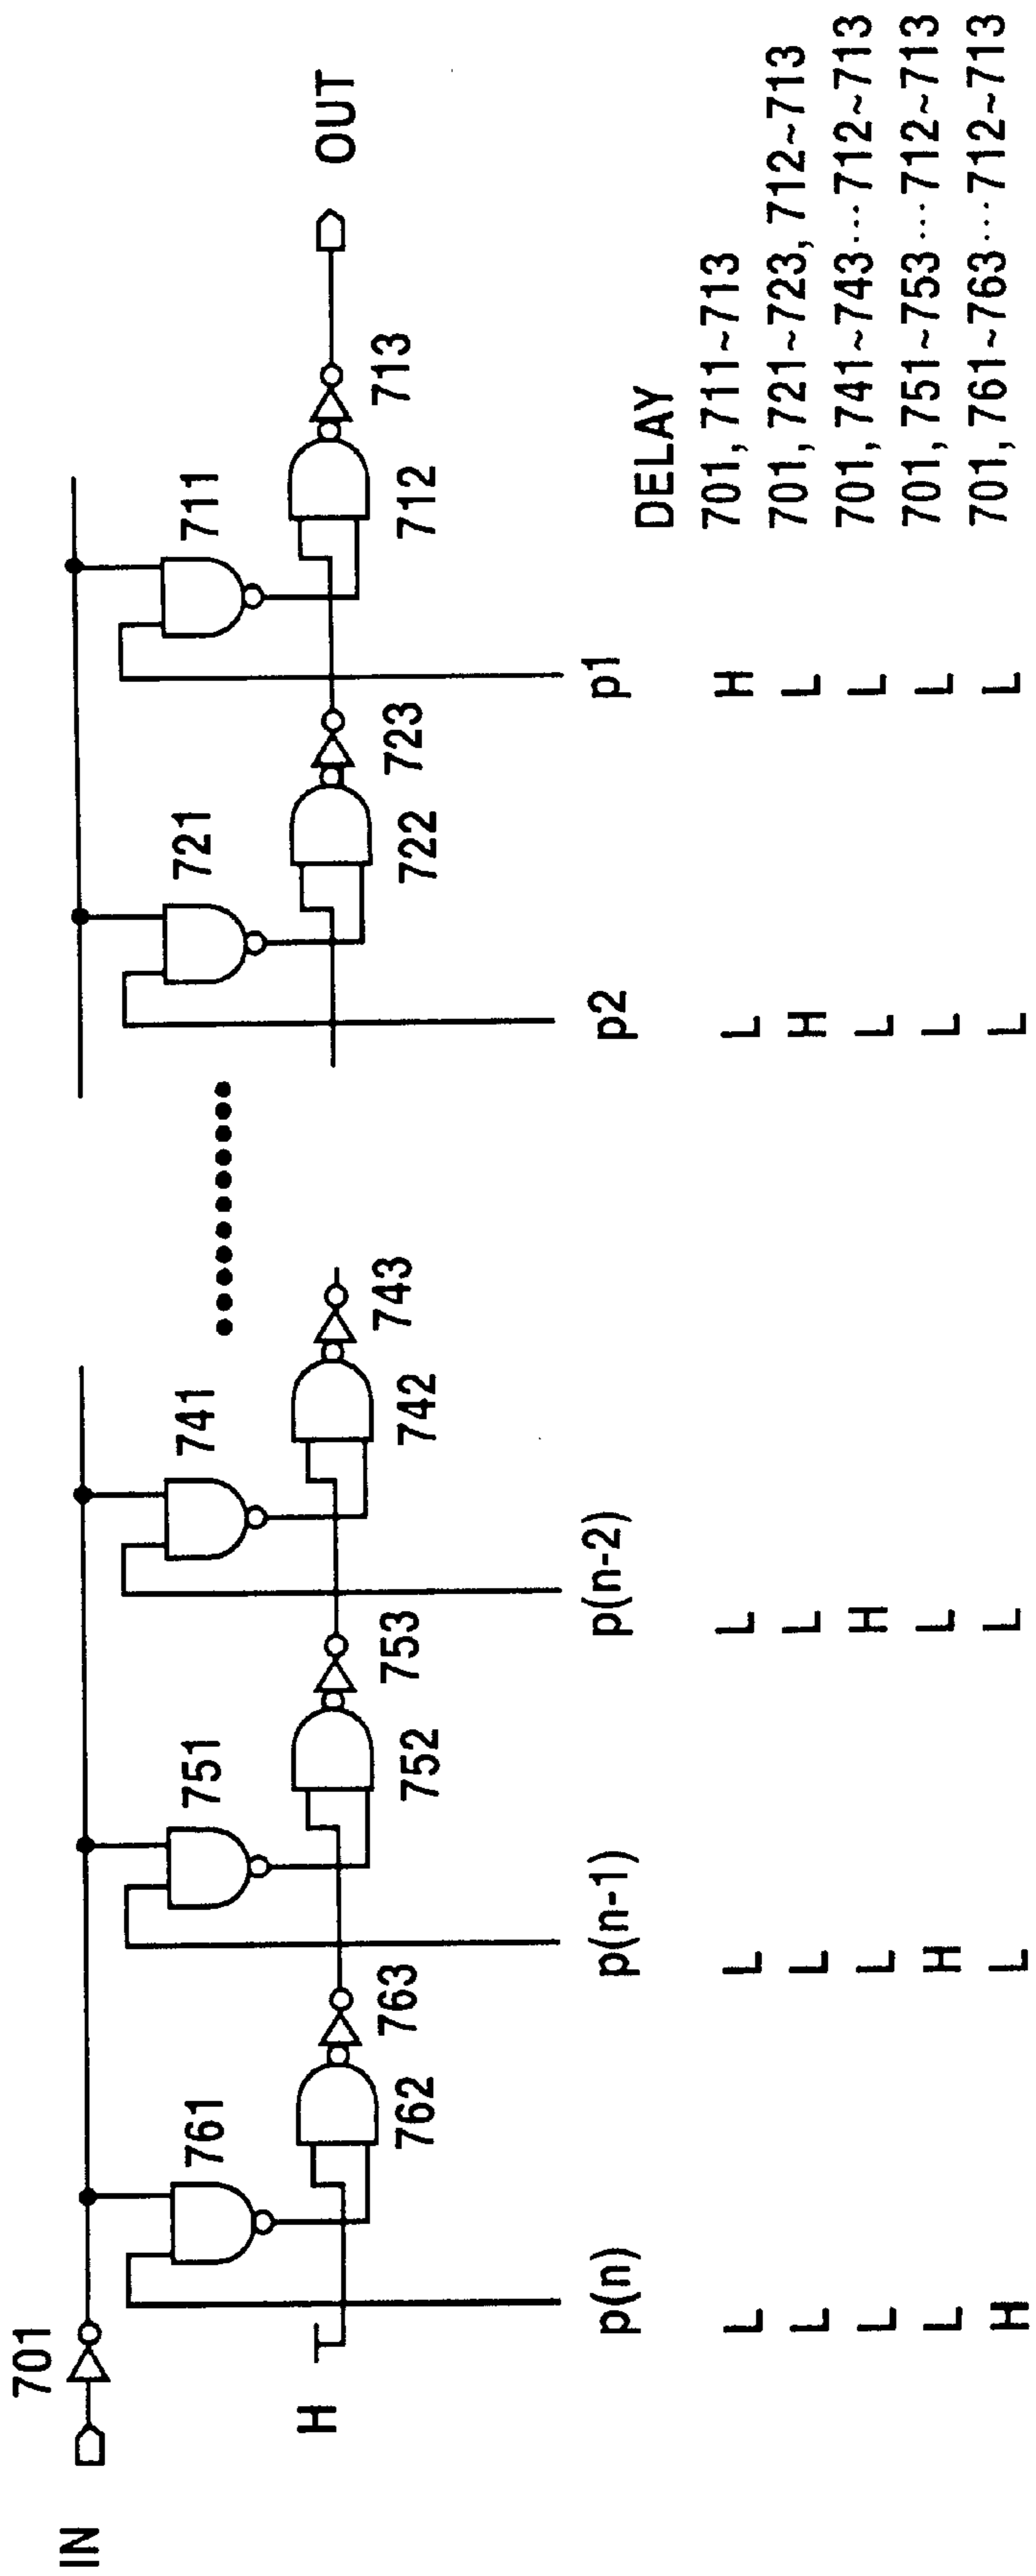 IN
701
H
761
762
763
751
752
753
741
742
743
721
722
723
711
712
713
OUT
p(n) p(n-1) p(n-2) p2 p1 DELAY
L L L L H 701, 711~713
L L L H L 701, 721~723, 712~713
L L H L L 701, 741~743···712~713
L H L L L 701, 751~753···712~713
H L L L L 701, 761~763···712~713